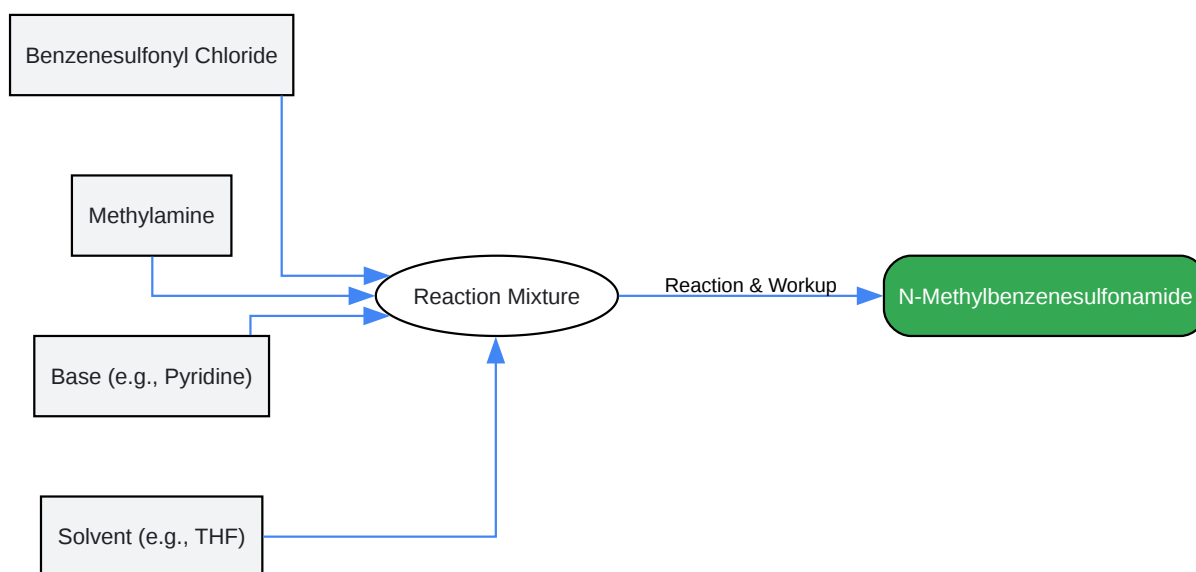 Benzenesulfonyl Chloride
Methylamine
Reaction Mixture
Reaction & Workup
N-Methylbenzenesulfonamide
Base (e.g., Pyridine)
Solvent (e.g., THF)